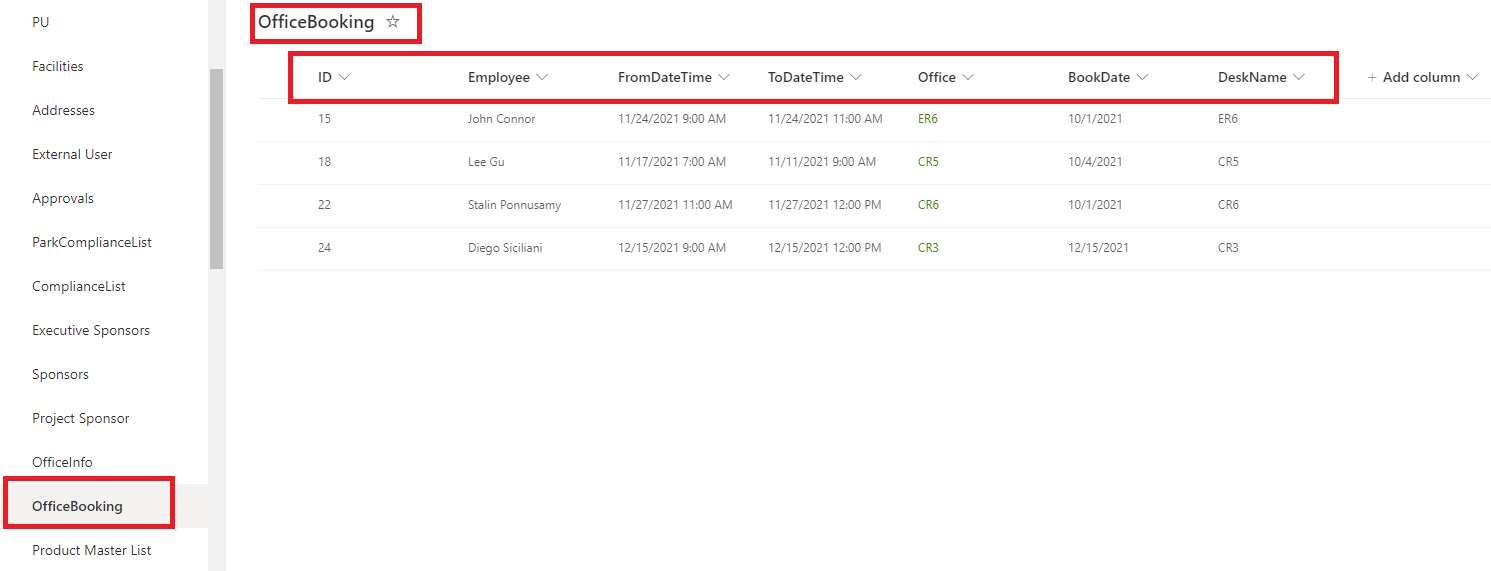 PU
Facilities
Addresses
External User
Approvals
ParkComplianceList
ComplianceList
Executive Sponsors
Sponsors
Project Sponsor
OfficeInfo
OfficeBooking
Product Master List
OfficeBooking
ID Employee FromDateTime ToDateTime Office BookDate DeskName + Add column
15 John Connor 11/24/2021 9:00 AM 11/24/2021 11:00 AM ER6 10/1/2021 ER6
18 Lee Gu 11/17/2021 7:00 AM 11/11/2021 9:00 AM CR5 10/4/2021 CR5
22 Stalin Ponnusamy 11/27/2021 11:00 AM 11/27/2021 12:00 PM CR6 10/1/2021 CR6
24 Diego Siciliani 12/15/2021 9:00 AM 12/15/2021 12:00 PM CR3 12/15/2021 CR3